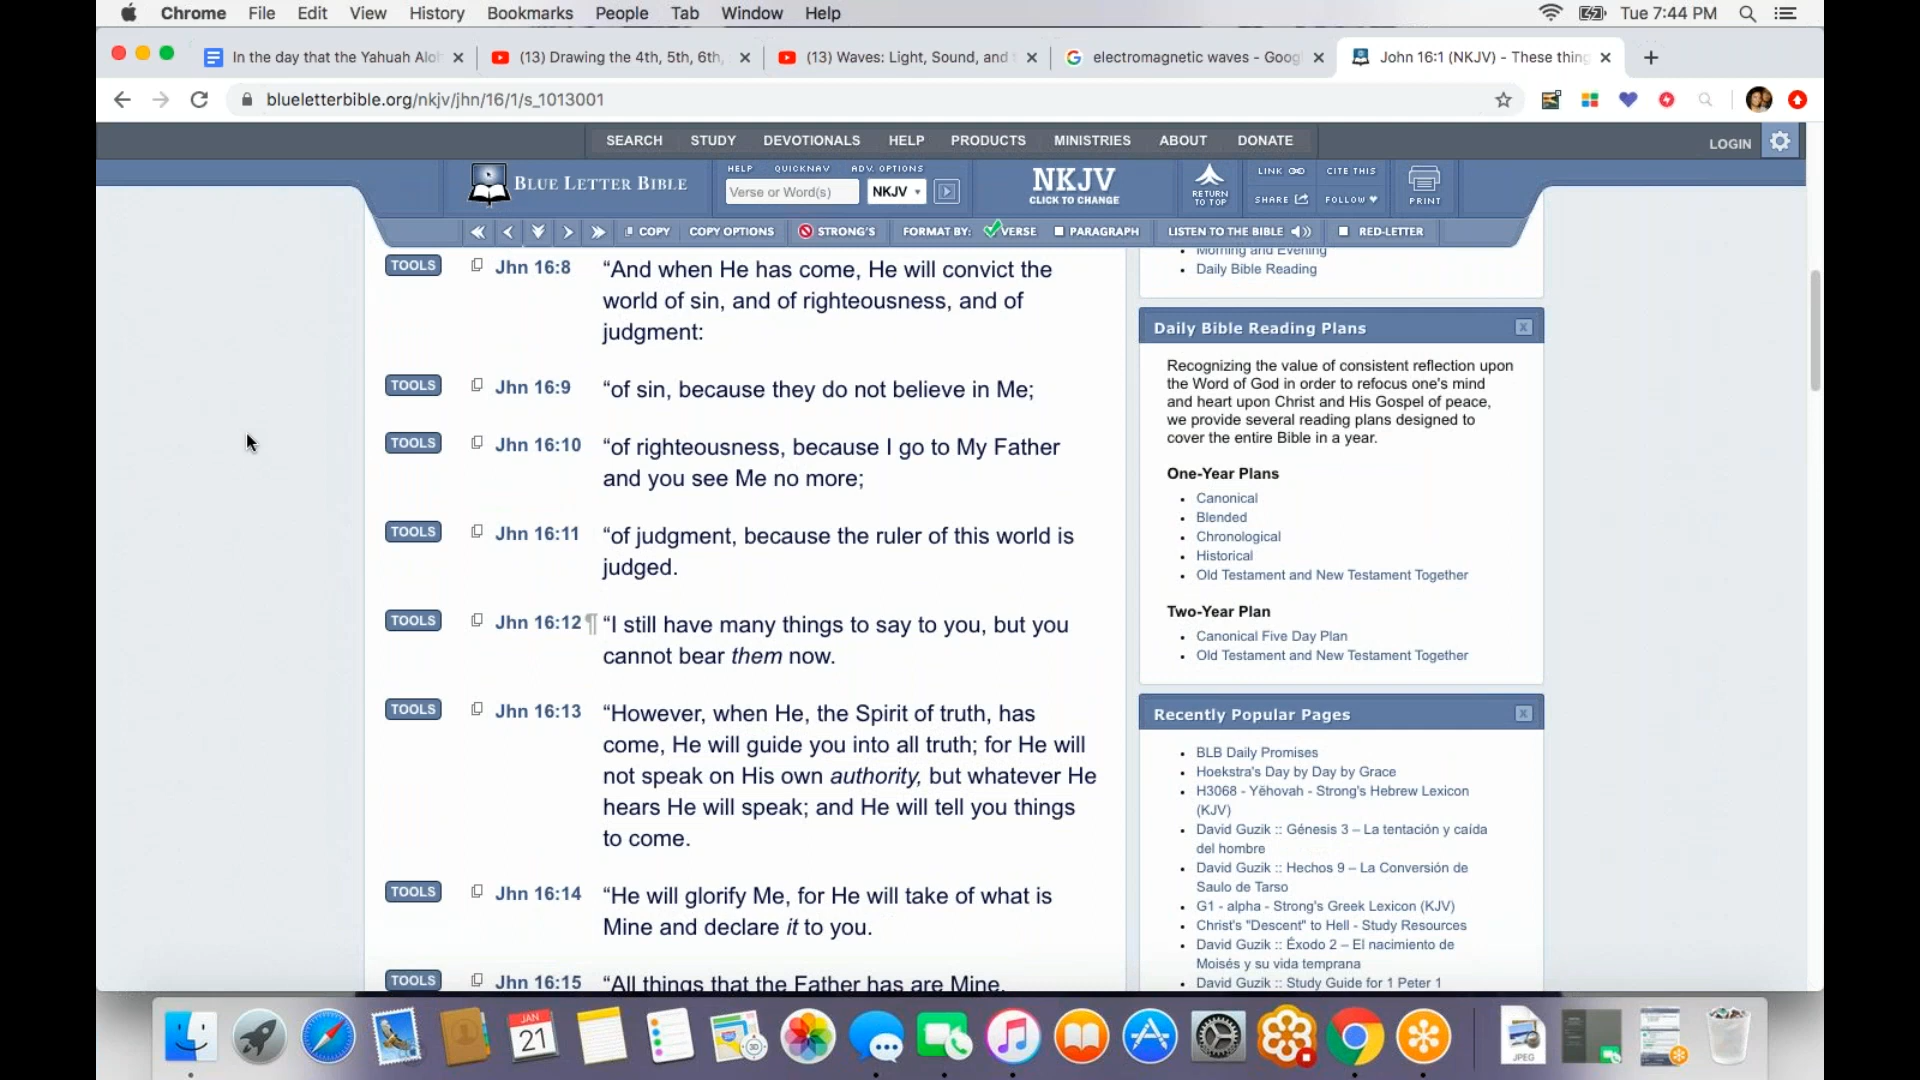 Chrome File Edit View History Bookmarks People Tab Window Help Tue 7:44 PM
In the day that the Yahuah Aloh
(13) Drawing the 4th, 5th, 6th,
(13) Waves: Light, Sound, and t
electromagnetic waves - Goog
John 16:1 (NKJV) - These thing
blueletterbible.org/nkjv/jhn/16/1/s_1013001
SEARCH STUDY DEVOTIONALS HELP PRODUCTS MINISTRIES ABOUT DONATE LOGIN
BLUE LETTER BIBLE
HELP QUICKNAV ADV. OPTIONS
Verse or Word(s) NKJV
NKJV
CLICK TO CHANGE
RETURN
TO TOP
LINK CITE THIS
SHARE FOLLOW
PRINT
COPY COPY OPTIONS STRONG'S FORMAT BY: VERSE PARAGRAPH LISTEN TO THE BIBLE RED-LETTER
TOOLS Jhn 16:8 “And when He has come, He will convict the
world of sin, and of righteousness, and of
judgment:
TOOLS Jhn 16:9 “of sin, because they do not believe in Me;
TOOLS Jhn 16:10 “of righteousness, because I go to My Father
and you see Me no more;
TOOLS Jhn 16:11 “of judgment, because the ruler of this world is
judged.
TOOLS Jhn 16:12 ¶ “I still have many things to say to you, but you
cannot bear them now.
TOOLS Jhn 16:13 “However, when He, the Spirit of truth, has
come, He will guide you into all truth; for He will
not speak on His own authority, but whatever He
hears He will speak; and He will tell you things
to come.
TOOLS Jhn 16:14 “He will glorify Me, for He will take of what is
Mine and declare it to you.
TOOLS Jhn 16:15 “All things that the Father has are Mine.
Morning and Evening
Daily Bible Reading
Daily Bible Reading Plans
Recognizing the value of consistent reflection upon
the Word of God in order to refocus one's mind
and heart upon Christ and His Gospel of peace,
we provide several reading plans designed to
cover the entire Bible in a year.
One-Year Plans
Canonical
Blended
Chronological
Historical
Old Testament and New Testament Together
Two-Year Plan
Canonical Five Day Plan
Old Testament and New Testament Together
Recently Popular Pages
BLB Daily Promises
Hoekstra's Day by Day by Grace
H3068 - Yĕhovah - Strong's Hebrew Lexicon
(KJV)
David Guzik :: Génesis 3 – La tentación y caída
del hombre
David Guzik :: Hechos 9 – La Conversión de
Saulo de Tarso
G1 - alpha - Strong's Greek Lexicon (KJV)
Christ's "Descent" to Hell - Study Resources
David Guzik :: Éxodo 2 – El nacimiento de
Moisés y su vida temprana
David Guzik :: Study Guide for 1 Peter 1
JAN
21
JPEG